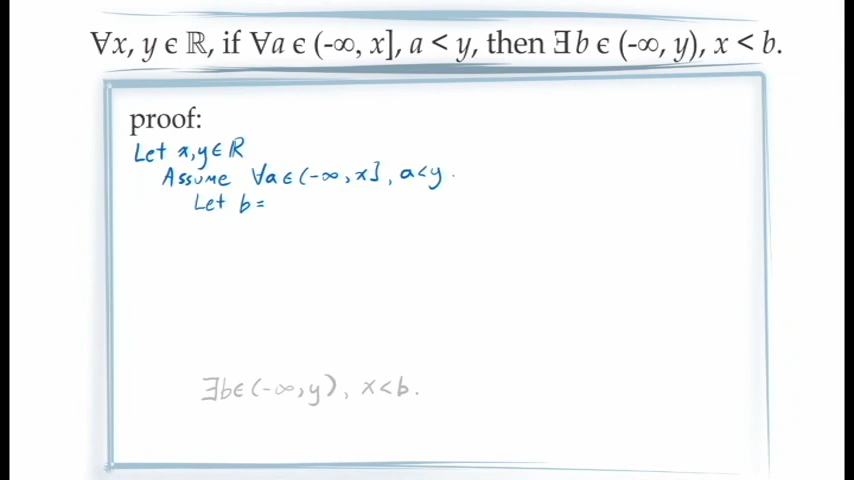 ∀x, y ϵ ℝ, if ∀a ϵ (-∞, x], a < y, then ∃b ϵ (-∞, y), x < b.
proof:
Let x,y ∈ ℝ
Assume ∀a ∈ (-∞, x], a<y.
Let b =
∃b∈ (-∞, y), x<b.